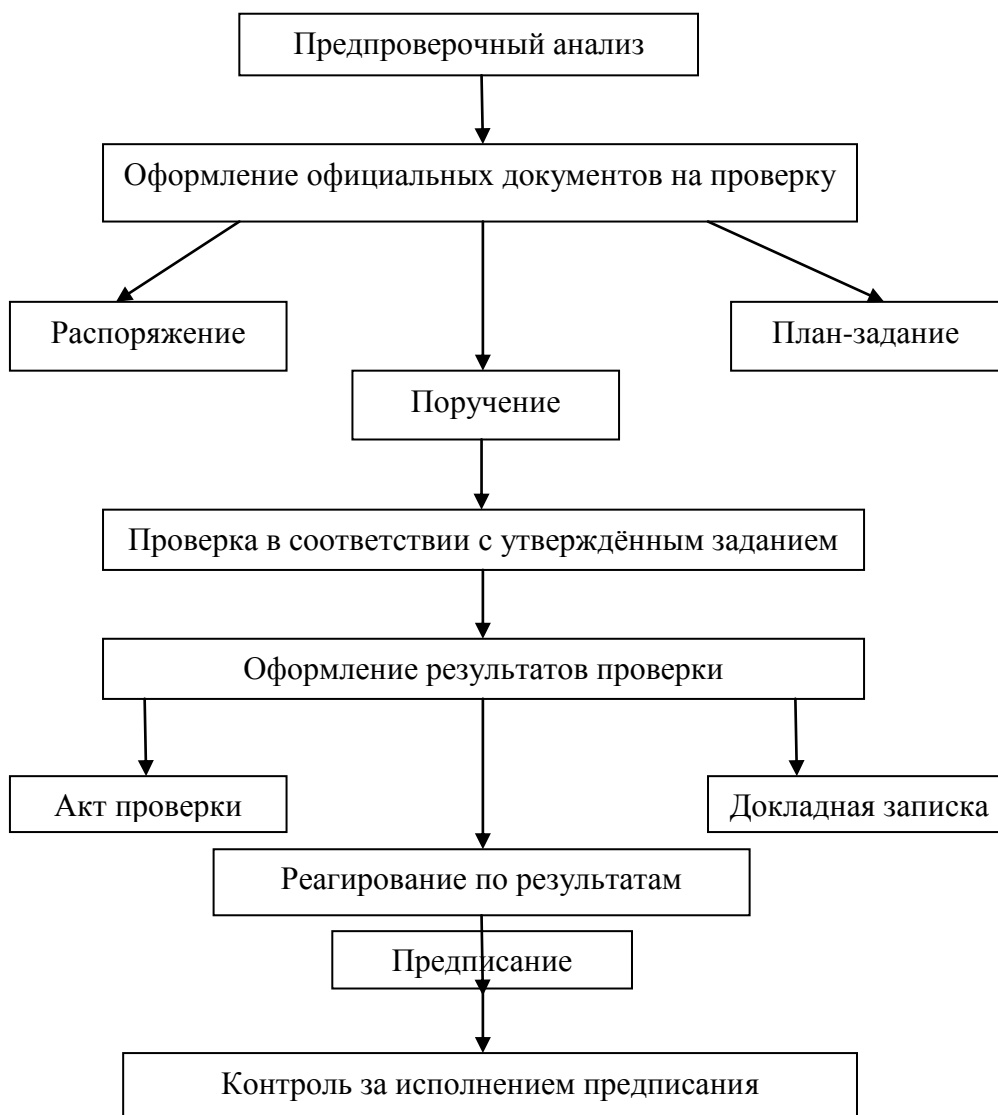 Предпроверочный анализ
Оформление официальных документов на проверку
Распоряжение
План-задание
Поручение
Проверка в соответствии с утверждённым заданием
Оформление результатов проверки
Акт проверки
Докладная записка
Реагирование по результатам
Предписание
Контроль за исполнением предписания